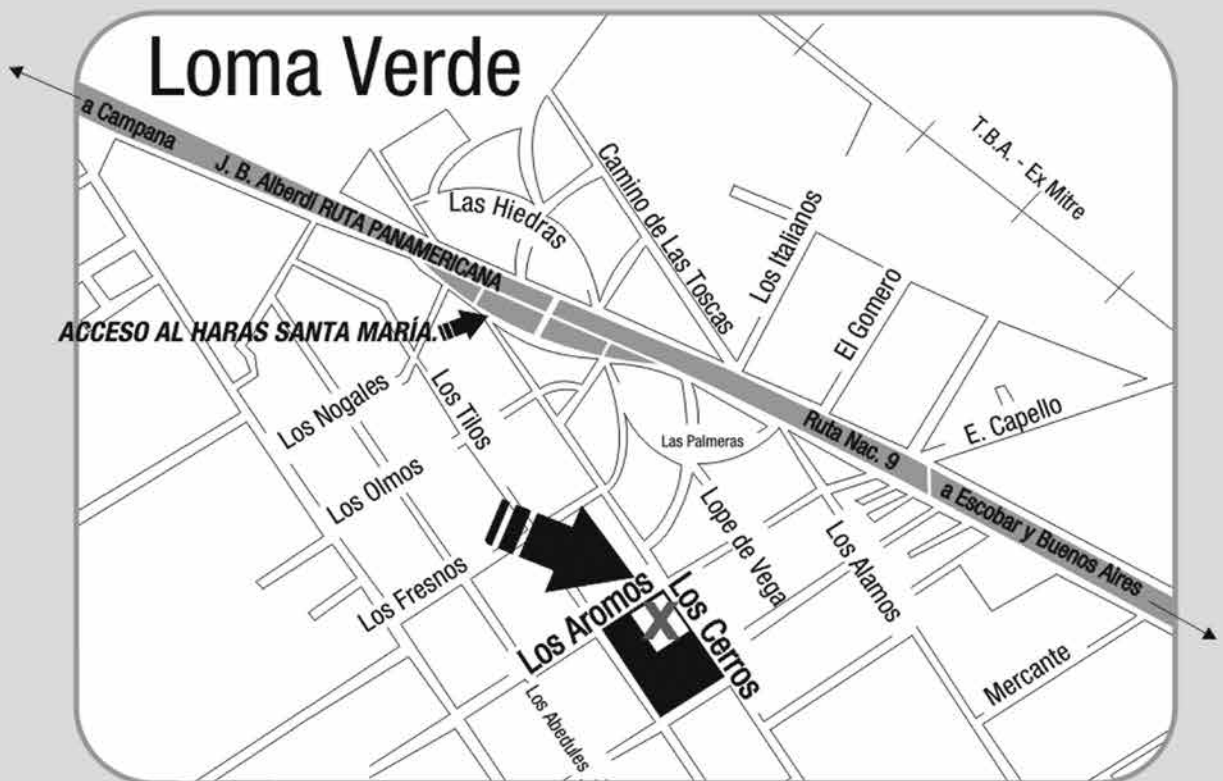 Loma Verde
a Campana
J. B. Alberdi RUTA PANAMERICANA
Las Hiedras
Camino de Las Toscas
T.B.A. - Ex Mitre
Los Italianos
El Gomero
ACCESO AL HARAS SANTA MARÍA.
Los Nogales
Los Tilos
Las Palmeras
Ruta Nac. 9
E. Capello
Los Olmos
Lope de Vega
a Escobar y Buenos Aires
Los Alamos
Los Fresnos
Los Aromos
X
Los Cerros
Los Abedules
Mercante